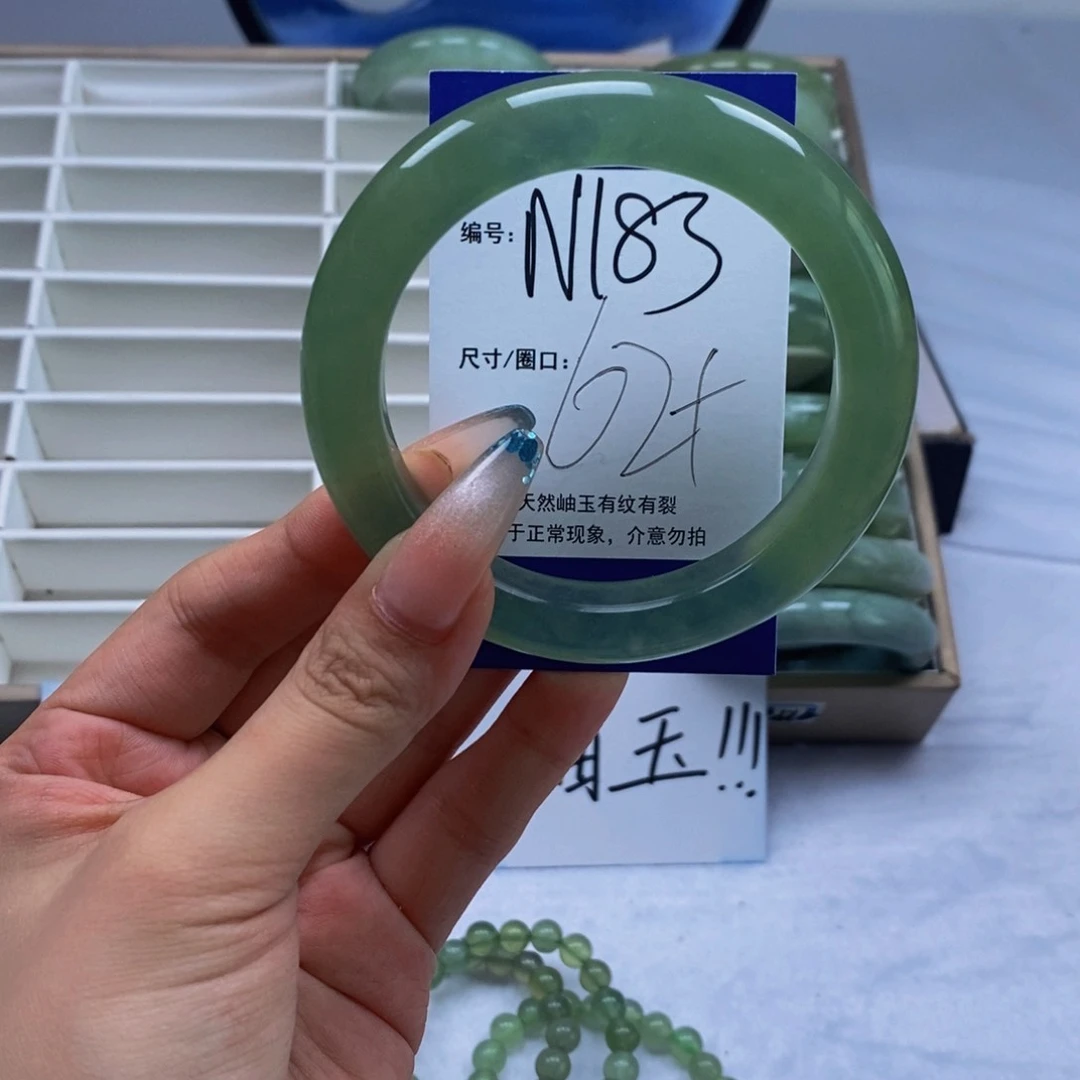 编号: N183
尺寸/圈口: 62+
天然岫玉有纹有裂
于正常现象，介意勿拍
岫玉!!!